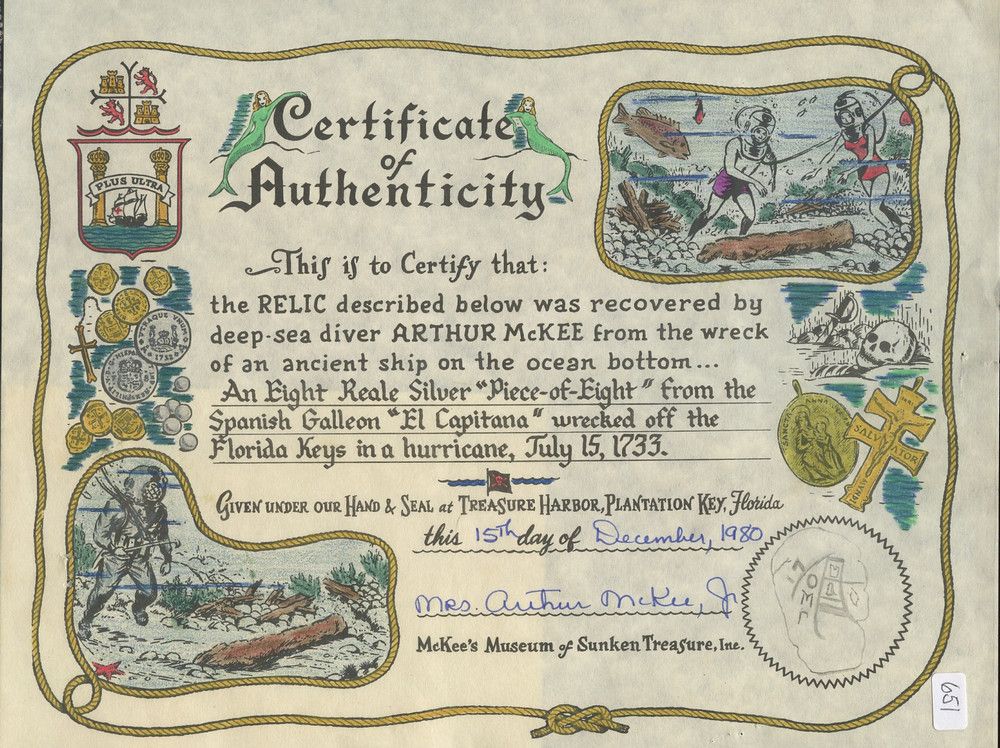 Certificate
of
Authenticity
PLUS ULTRA
This is to Certify that:
the RELIC described below was recovered by
deep-sea diver ARTHUR McKEE from the wreck
of an ancient ship on the ocean bottom...
An Eight Reale Silver "Piece-of-Eight" from the
Spanish Galleon "El Capitana" wrecked off the
Florida Keys in a hurricane, July 15, 1733.
GIVEN UNDER OUR HAND & SEAL at TREASURE HARBOR, PLANTATION KEY, Florida
this 15th day of December, 1980
Mrs. Arthur McKee, Jr
McKee's Museum of Sunken Treasure, Inc.
1732
SANCTA ANNA
SALVATOR
651